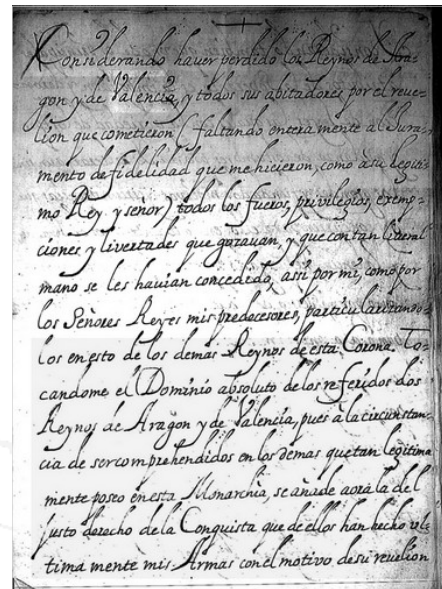 Considerando haver perdido los Reynos de Ara=
gon y de Valencia, y todos sus abitadores por el reve=
lion que cometieron (faltando enteramente al Jura=
mento de fidelidad que me hicieron, como à su legiti=
mo Rey, y señor) todos los fueros, privilegios, exemp=
ciones y livertades que gozavan, y que con tan liveral
mano se les havian concedido, assi por mi, como por
los Señores Reyes mis predecesores, particularizando=
los en esto de los demas Reynos de esta Corona To=
candome el Dominio absoluto de los referidos dos
Reynos de Aragon y de Valencia, pues à la circunstan=
cia de ser comprehendidos en los demas que tan legitima
mente poseo en esta Monarchia, se añade aora la del
justo derecho de la Conquista que de ellos han hecho vl=
tima mente mis Armas con el motivo de su revelion